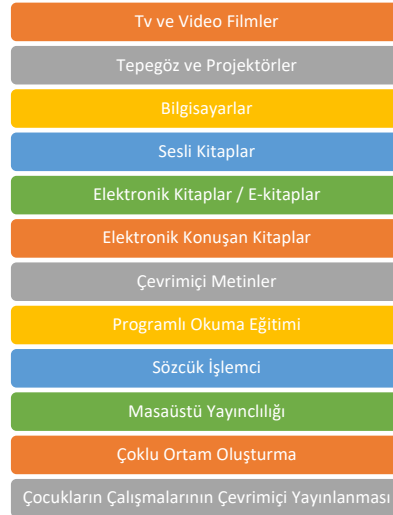 Tv ve Video Filmler
Tepegöz ve Projektörler
Bilgisayarlar
Sesli Kitaplar
Elektronik Kitaplar / E-kitaplar
Elektronik Konuşan Kitaplar
Çevrimiçi Metinler
Programlı Okuma Eğitimi
Sözcük İşlemci
Masaüstü Yayınclılığı
Çoklu Ortam Oluşturma
Çocukların Çalışmalarının Çevrimiçi Yayınlanması